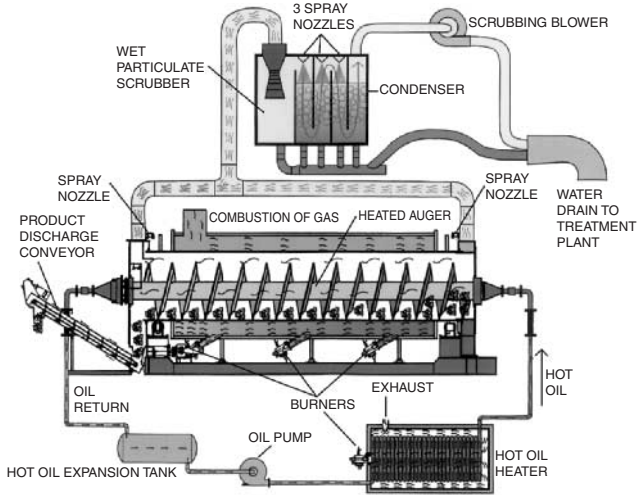 3 SPRAY
NOZZLES
SCRUBBING BLOWER
WET
PARTICULATE
SCRUBBER
CONDENSER
SPRAY
NOZZLE
SPRAY
NOZZLE
WATER
DRAIN TO
TREATMENT
PLANT
PRODUCT
DISCHARGE
CONVEYOR
COMBUSTION OF GAS
HEATED AUGER
OIL
RETURN
BURNERS
EXHAUST
HOT
OIL
OIL PUMP
HOT OIL EXPANSION TANK
HOT OIL
HEATER